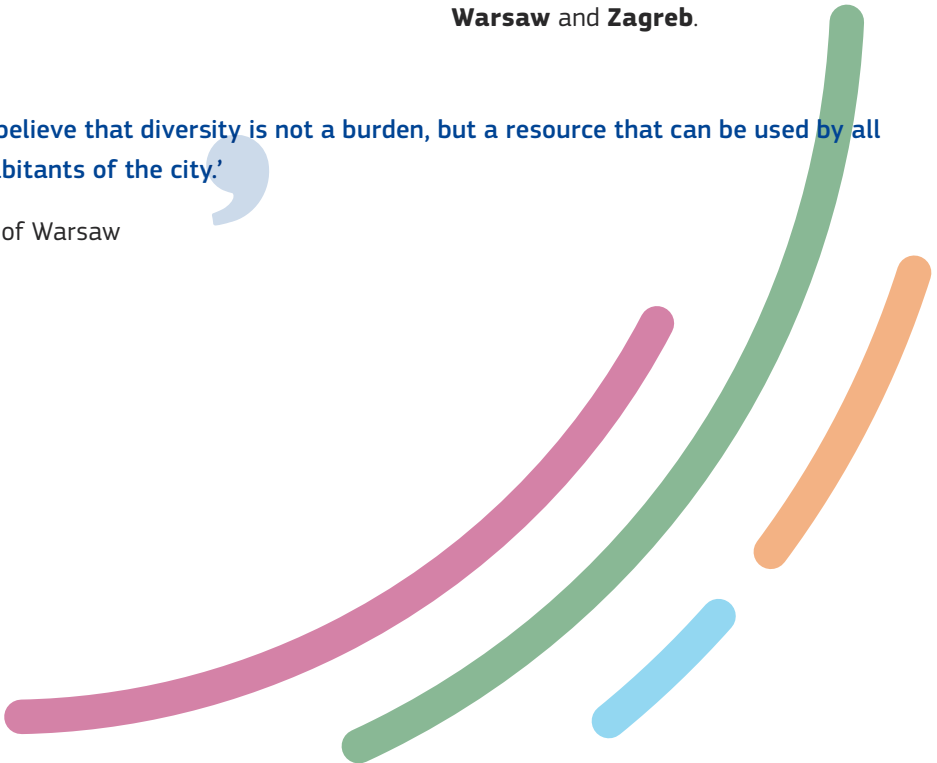 Warsaw and Zagreb.
believe that diversity is not a burden, but a resource that can be used by all
abitants of the city.’
of Warsaw